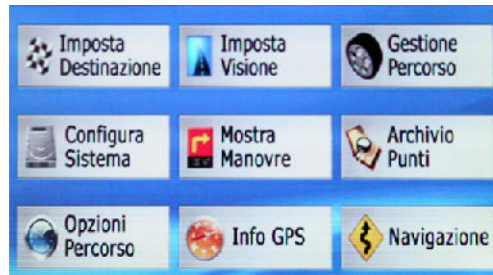 Imposta
Destinazione
Imposta
Visione
Gestione
Percorso
Configura
Sistema
Mostra
Manovre
Archivio
Punti
Opzioni
Percorso
Info GPS
Navigazione